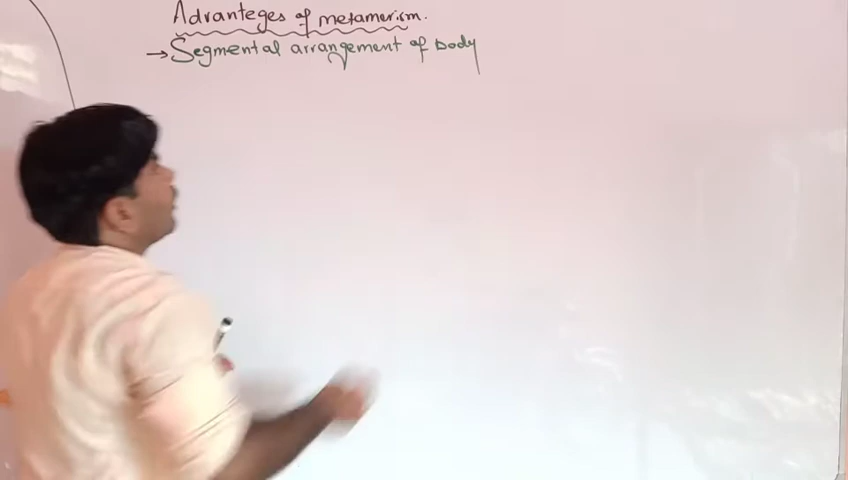 Advanteges of metamerism.
→Segmental arrangement of body